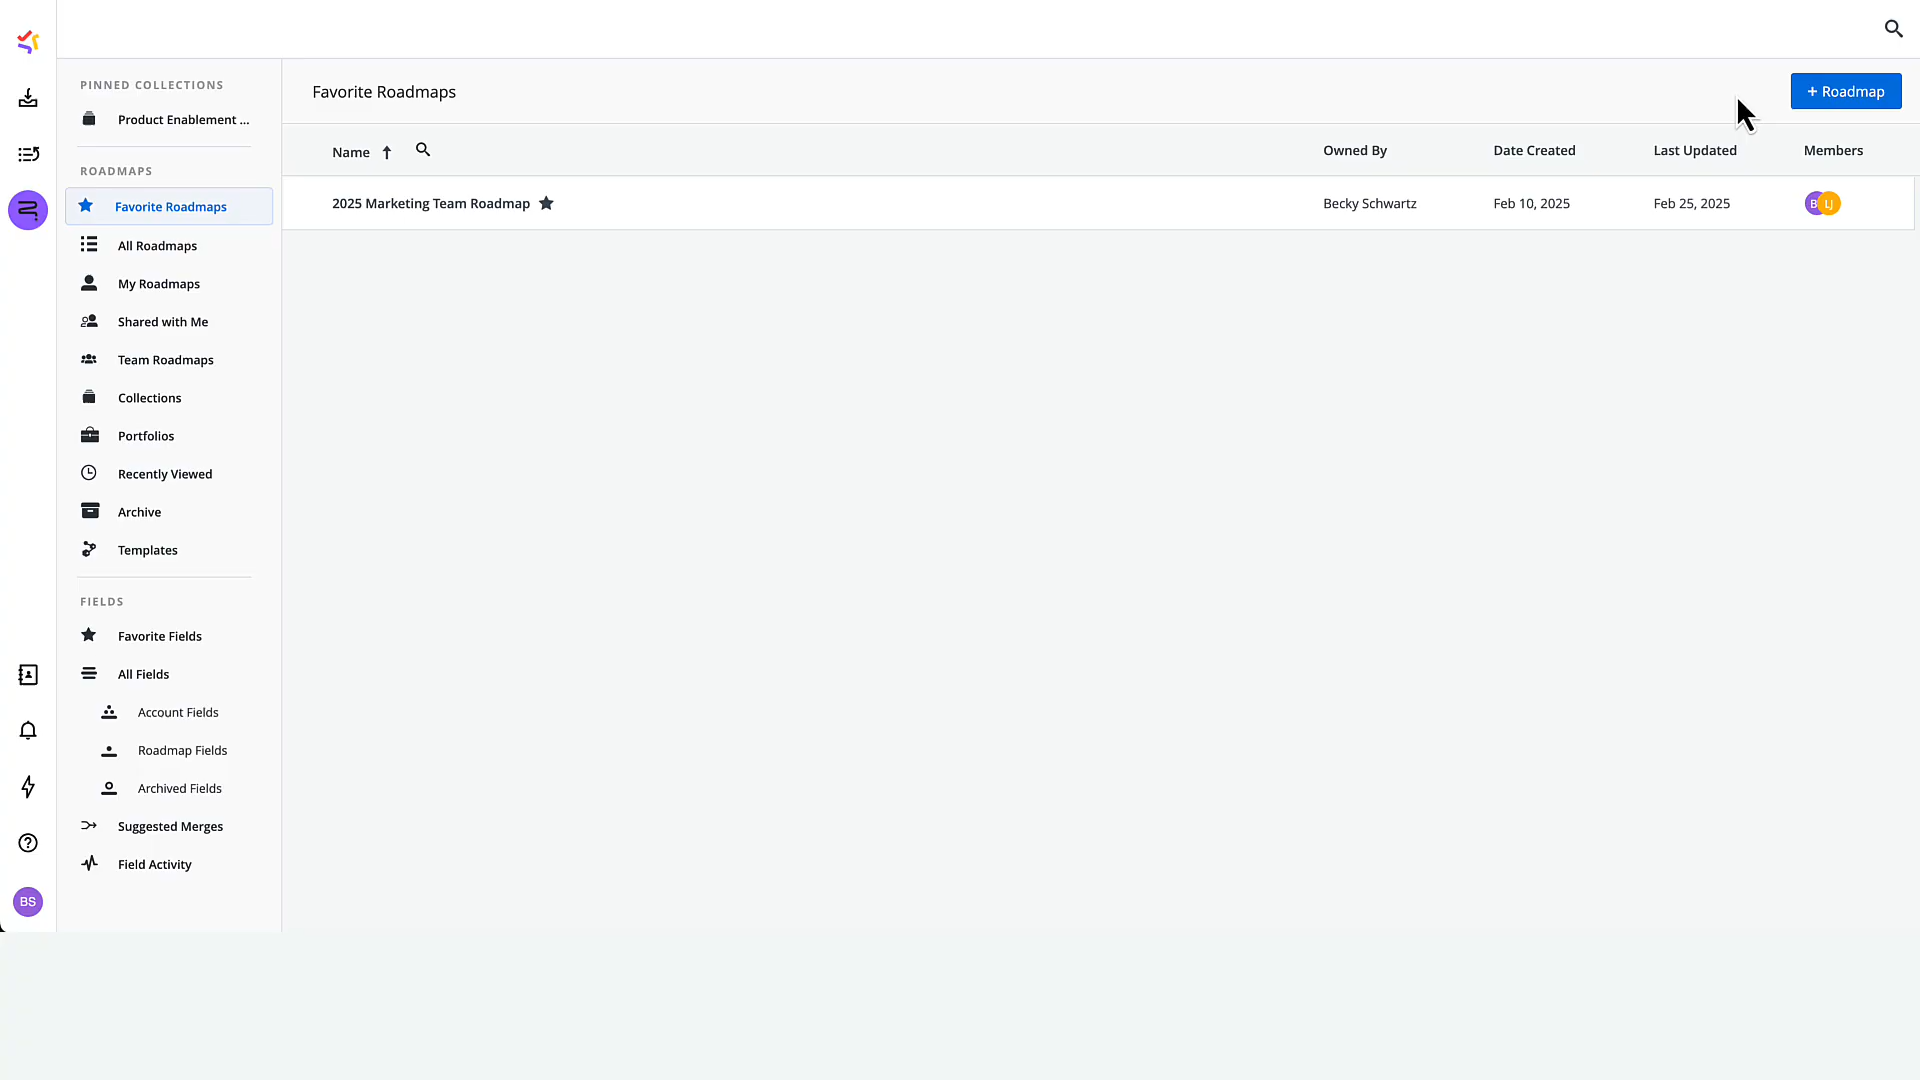 PINNED COLLECTIONS
Product Enablement ...
ROADMAPS
Favorite Roadmaps
All Roadmaps
My Roadmaps
Shared with Me
Team Roadmaps
Collections
Portfolios
Recently Viewed
Archive
Templates
FIELDS
Favorite Fields
All Fields
Account Fields
Roadmap Fields
Archived Fields
Suggested Merges
Field Activity
BS
Favorite Roadmaps
+ Roadmap
Name Owned By Date Created Last Updated Members
2025 Marketing Team Roadmap Becky Schwartz Feb 10, 2025 Feb 25, 2025 B LJ